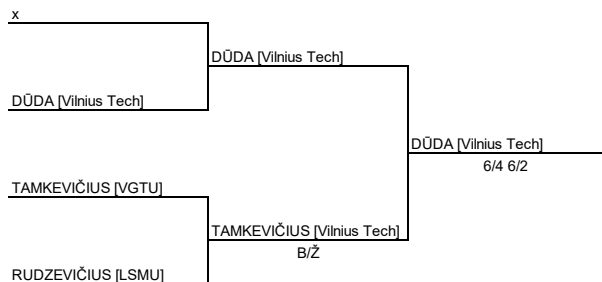 x
DŪDA [Vilnius Tech]
DŪDA [Vilnius Tech]
DŪDA [Vilnius Tech]
6/4 6/2
TAMKEVIČIUS [VGTU]
TAMKEVIČIUS [Vilnius Tech]
B/Ž
RUDZEVIČIUS [LSMU]